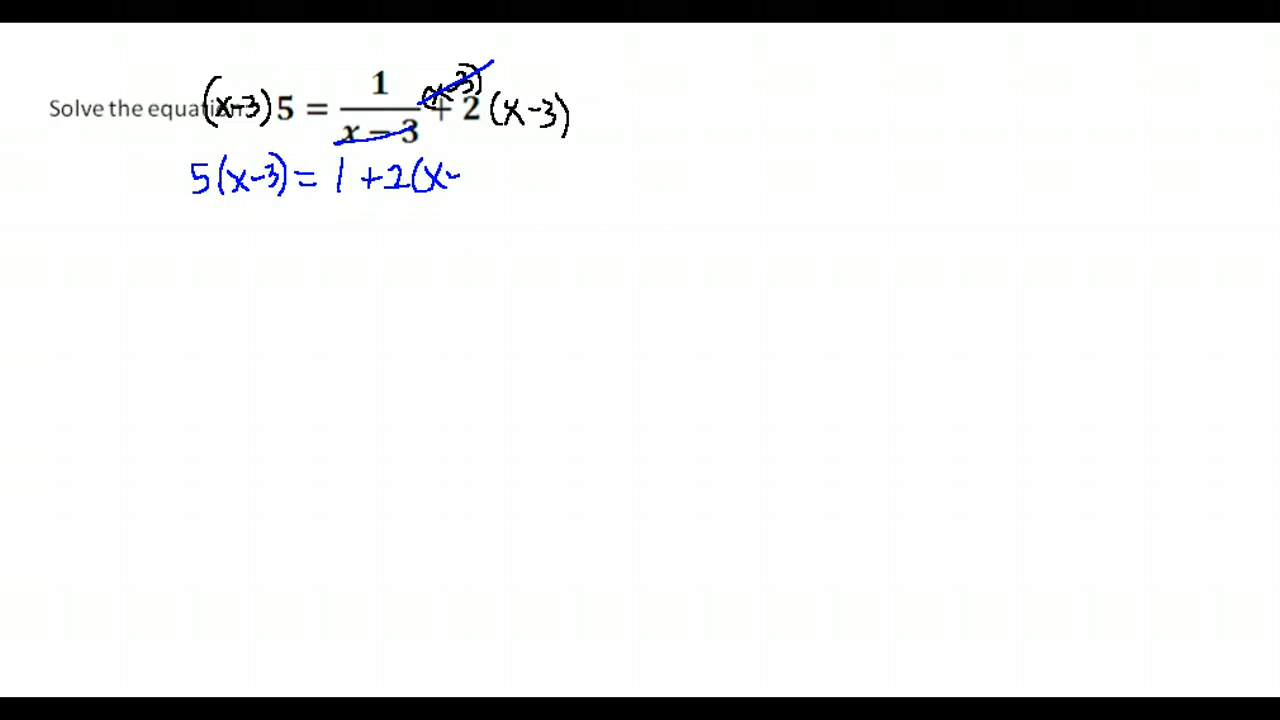 Solve the equation (x-3) 5 = 1/(x - 3) (x-3) + 2 (x-3)
5(x-3) = 1 + 2(x-